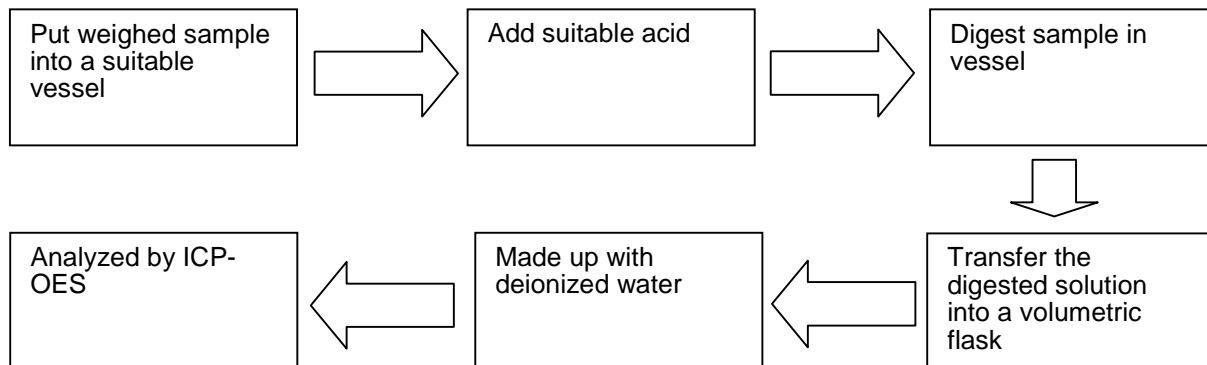 Put weighed sample
into a suitable
vessel
Add suitable acid
Digest sample in
vessel
Transfer the
digested solution
into a volumetric
flask
Made up with
deionized water
Analyzed by ICP-
OES